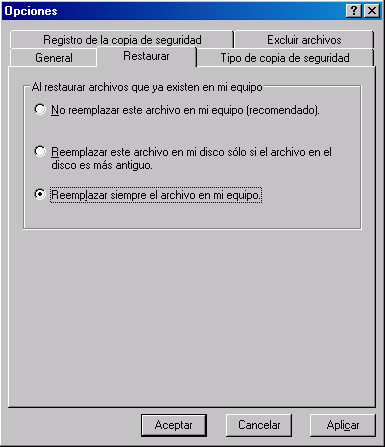 Opciones
Registro de la copia de seguridad
Excluir archivos
General
Restaurar
Tipo de copia de seguridad
Al restaurar archivos que ya existen en mi equipo
No reemplazar este archivo en mi equipo (recomendado).
Reemplazar este archivo en mi disco sólo si el archivo en el
disco es más antiguo.
Reemplazar siempre el archivo en mi equipo.
Aceptar
Cancelar
Aplicar